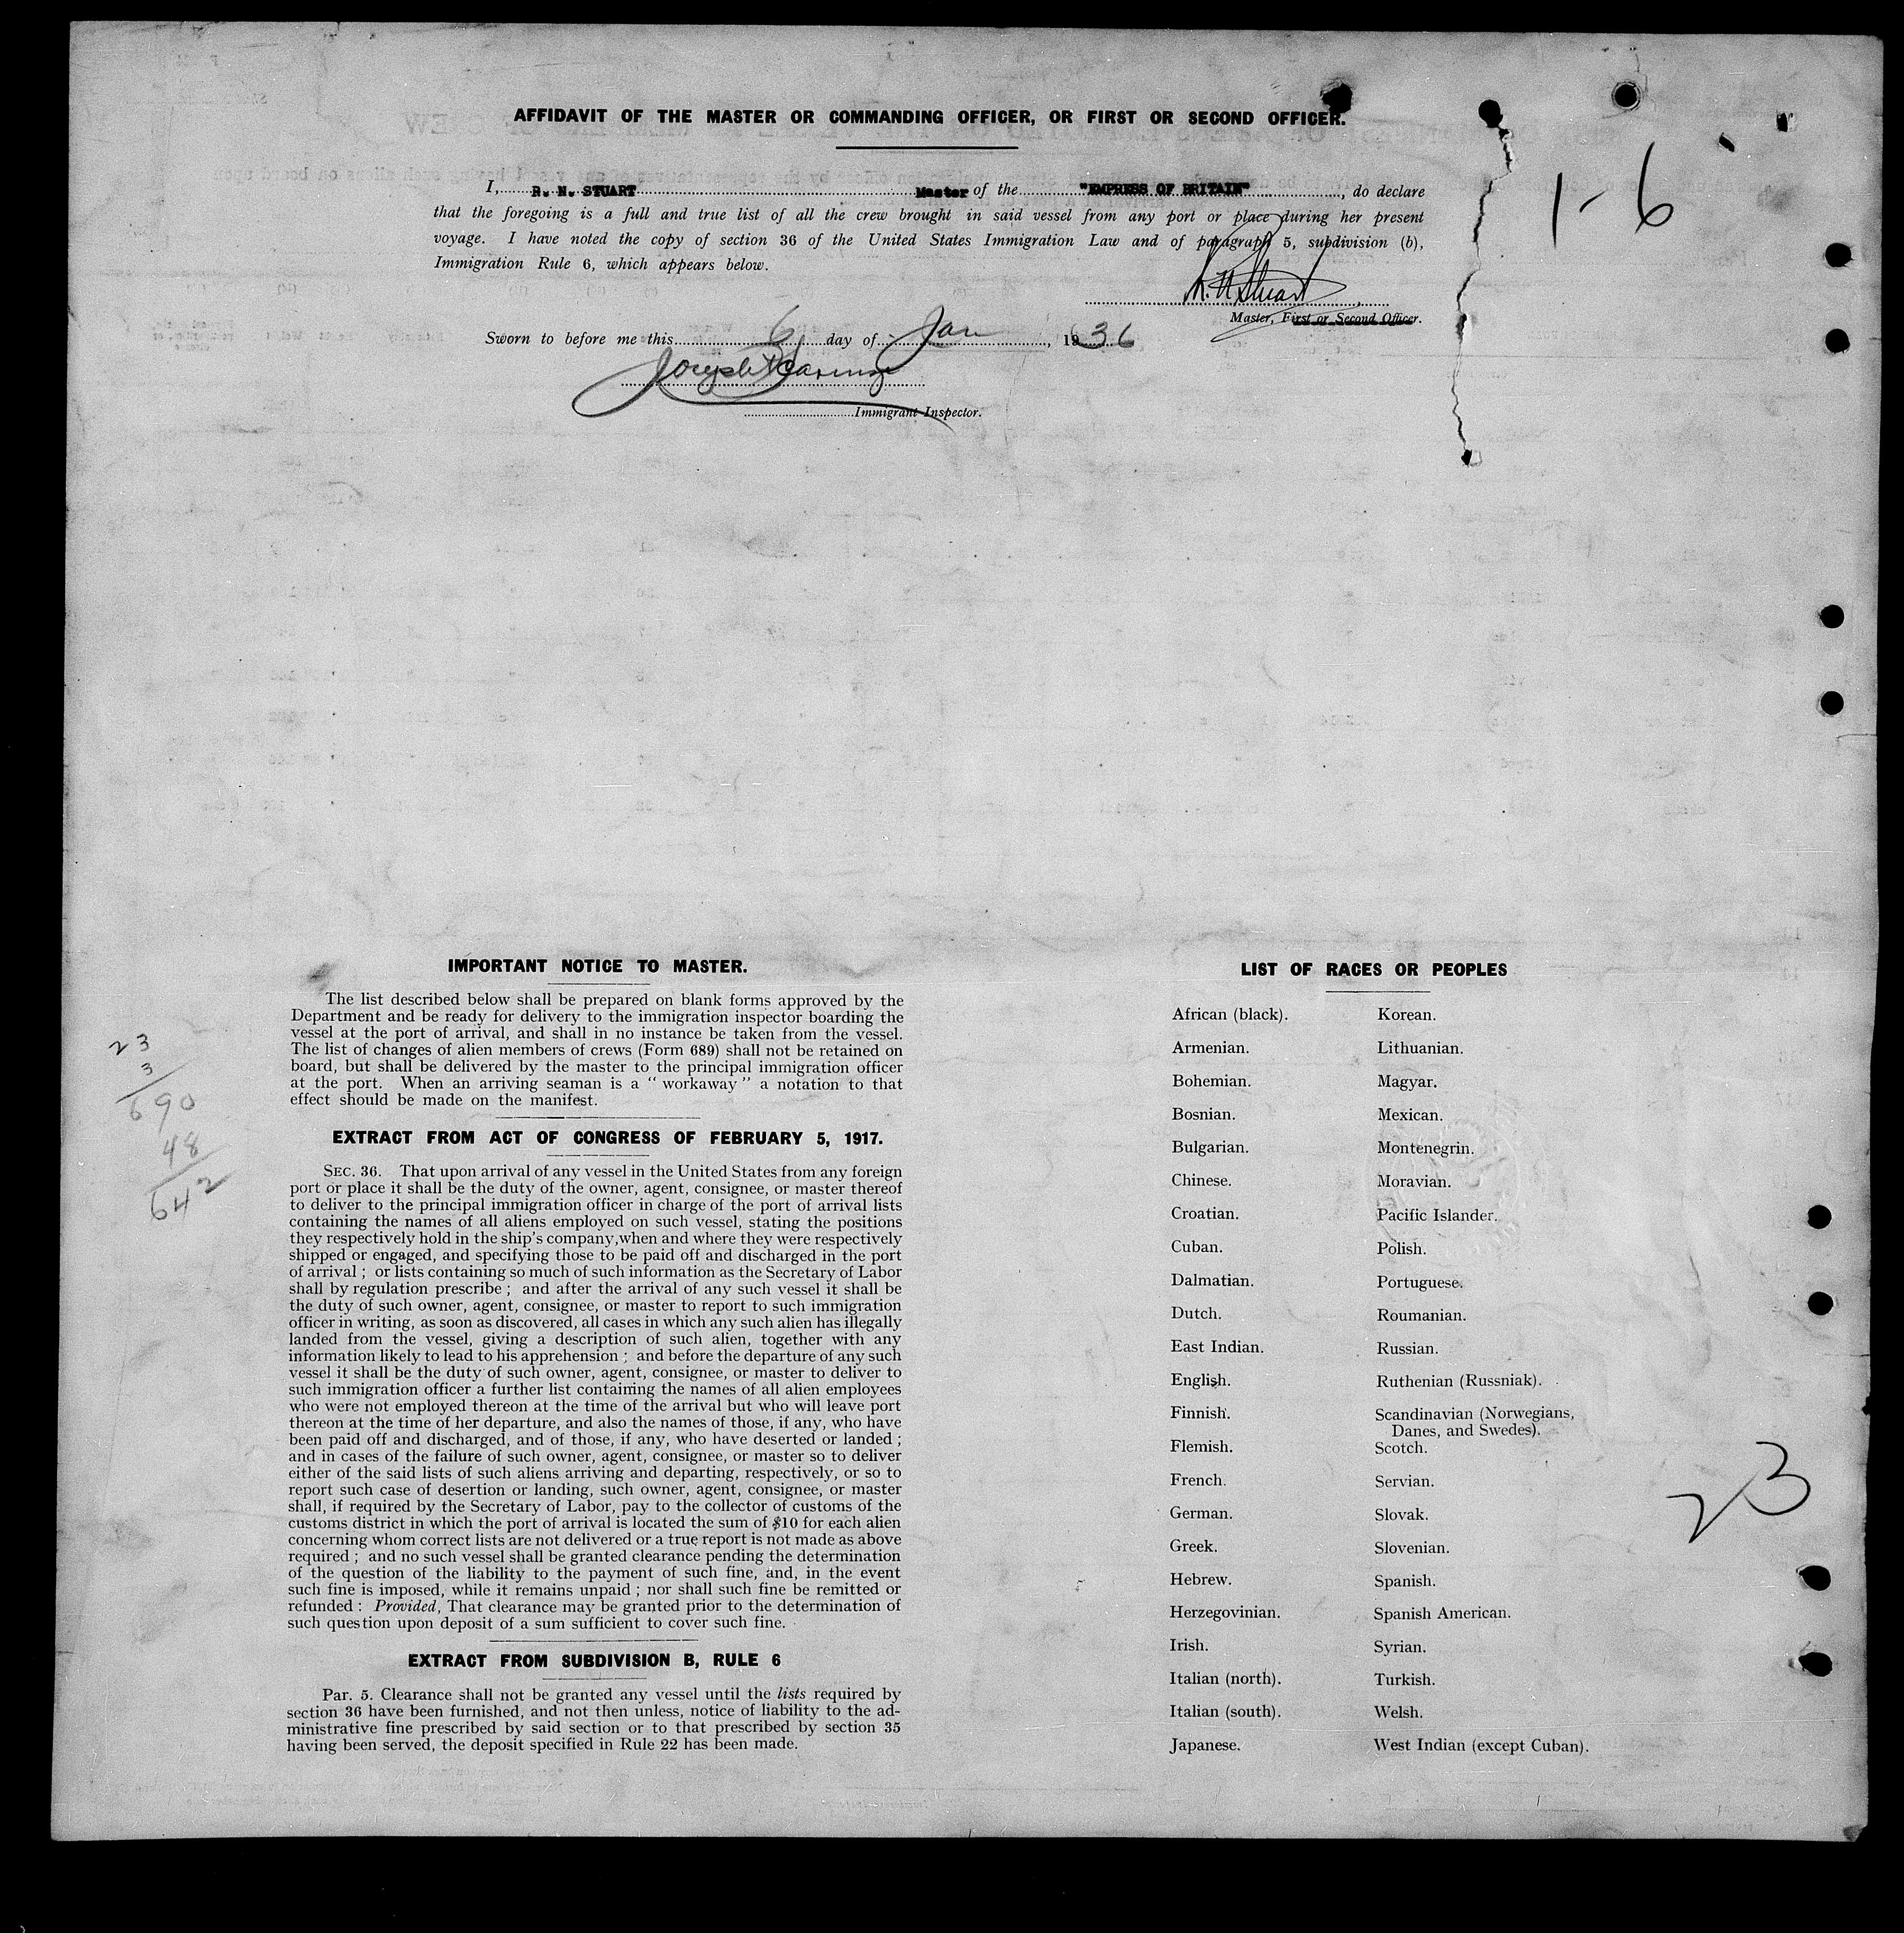 AFFIDAVIT OF THE MASTER OR COMMANDING OFFICER, OR FIRST OR SECOND OFFICER.
1-6
I, R. N. STUART Master of the "EMPRESS OF BRITAIN", do declare
that the foregoing is a full and true list of all the crew brought in said vessel from any port or place during her present
voyage. I have noted the copy of section 36 of the United States Immigration Law and of paragraph 5, subdivision (b),
Immigration Rule 6, which appears below.
R. N. Stuart
Master, First or Second Officer.
Sworn to before me this 6 day of Jan, 1936
Joseph
Immigrant Inspector.
IMPORTANT NOTICE TO MASTER.
The list described below shall be prepared on blank forms approved by the
Department and be ready for delivery to the immigration inspector boarding the
vessel at the port of arrival, and shall in no instance be taken from the vessel.
The list of changes of alien members of crews (Form 689) shall not be retained on
board, but shall be delivered by the master to the principal immigration officer
at the port. When an arriving seaman is a " workaway " a notation to that
effect should be made on the manifest.
23
3
690
48
642
EXTRACT FROM ACT OF CONGRESS OF FEBRUARY 5, 1917.
SEC. 36. That upon arrival of any vessel in the United States from any foreign
port or place it shall be the duty of the owner, agent, consignee, or master thereof
to deliver to the principal immigration officer in charge of the port of arrival lists
containing the names of all aliens employed on such vessel, stating the positions
they respectively hold in the ship's company,when and where they were respectively
shipped or engaged, and specifying those to be paid off and discharged in the port
of arrival ; or lists containing so much of such information as the Secretary of Labor
shall by regulation prescribe ; and after the arrival of any such vessel it shall be
the duty of such owner, agent, consignee, or master to report to such immigration
officer in writing, as soon as discovered, all cases in which any such alien has illegally
landed from the vessel, giving a description of such alien, together with any
information likely to lead to his apprehension ; and before the departure of any such
vessel it shall be the duty of such owner, agent, consignee, or master to deliver to
such immigration officer a further list containing the names of all alien employees
who were not employed thereon at the time of the arrival but who will leave port
thereon at the time of her departure, and also the names of those, if any, who have
been paid off and discharged, and of those, if any, who have deserted or landed ;
and in cases of the failure of such owner, agent, consignee, or master so to deliver
either of the said lists of such aliens arriving and departing, respectively, or so to
report such case of desertion or landing, such owner, agent, consignee, or master
shall, if required by the Secretary of Labor, pay to the collector of customs of the
customs district in which the port of arrival is located the sum of $10 for each alien
concerning whom correct lists are not delivered or a true report is not made as above
required ; and no such vessel shall be granted clearance pending the determination
of the question of the liability to the payment of such fine, and, in the event
such fine is imposed, while it remains unpaid ; nor shall such fine be remitted or
refunded : Provided, That clearance may be granted prior to the determination of
such question upon deposit of a sum sufficient to cover such fine.
EXTRACT FROM SUBDIVISION B, RULE 6
Par. 5. Clearance shall not be granted any vessel until the lists required by
section 36 have been furnished, and not then unless, notice of liability to the ad-
ministrative fine prescribed by said section or to that prescribed by section 35
having been served, the deposit specified in Rule 22 has been made.
LIST OF RACES OR PEOPLES
African (black). Korean.
Armenian. Lithuanian.
Bohemian. Magyar.
Bosnian. Mexican.
Bulgarian. Montenegrin.
Chinese. Moravian.
Croatian. Pacific Islander.
Cuban. Polish.
Dalmatian. Portuguese.
Dutch. Roumanian.
East Indian. Russian.
English. Ruthenian (Russniak).
Finnish. Scandinavian (Norwegians,
Danes, and Swedes).
Flemish. Scotch.
French. Servian.
German. Slovak.
Greek. Slovenian.
Hebrew. Spanish.
Herzegovinian. Spanish American.
Irish. Syrian.
Italian (north). Turkish.
Italian (south). Welsh.
Japanese. West Indian (except Cuban).
23